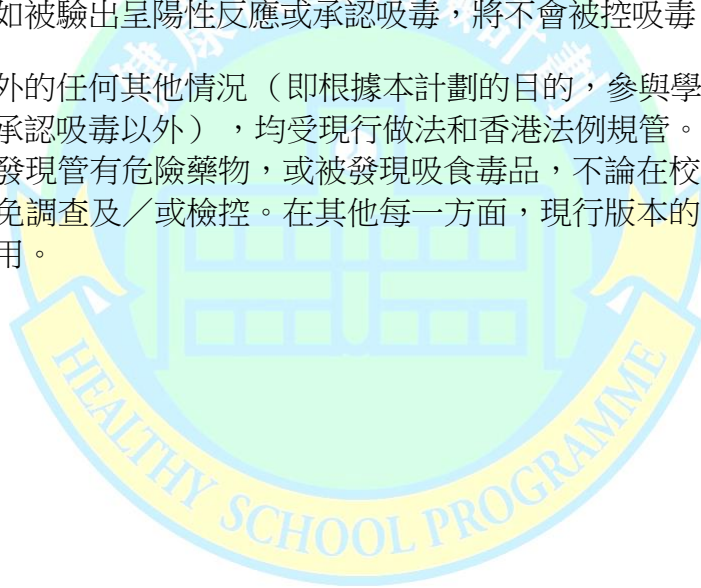 如被驗出呈陽性反應或承認吸毒，將不會被控吸毒
外的任何其他情況（即根據本計劃的目的，參與學
承認吸毒以外），均受現行做法和香港法例規管。
發現管有危險藥物，或被發現吸食毒品，不論在校
免調查及／或檢控。在其他每一方面，現行版本的
用。
HEALTHY SCHOOL PROGRAMME